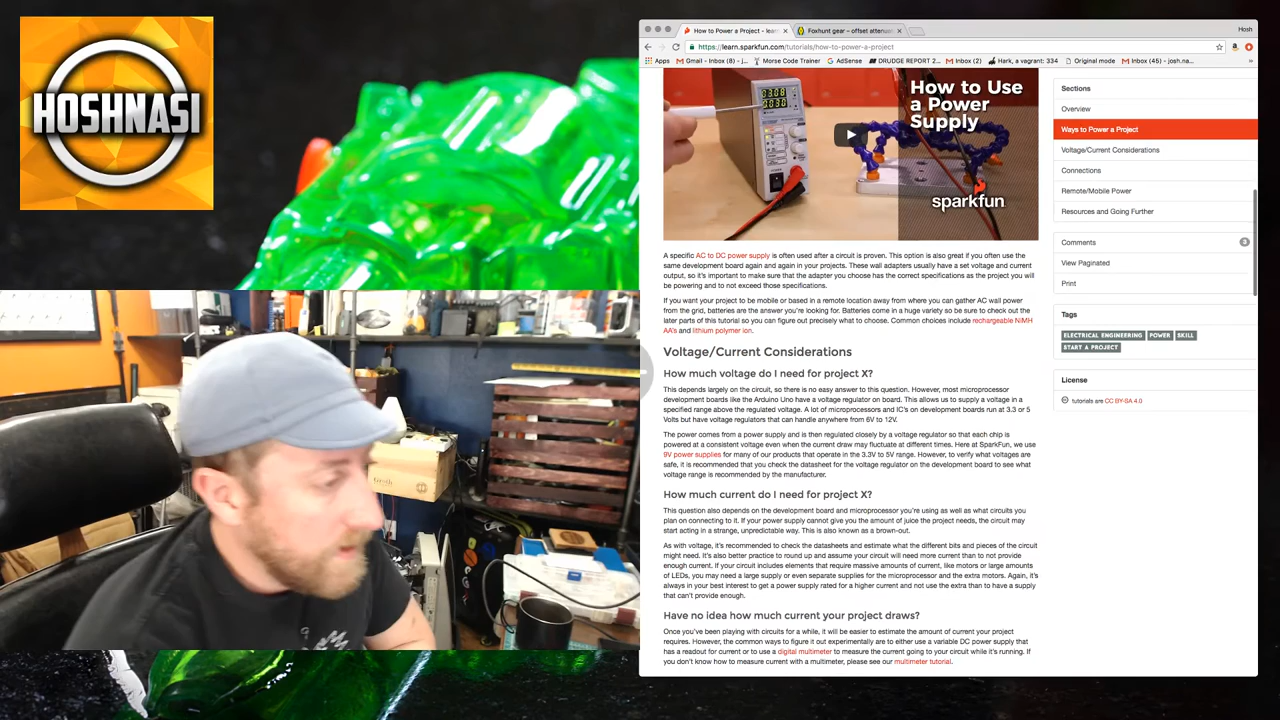 HOSHNASI
How to Power a Project - lear
Foxhunt gear – offset attenua
Hosh
https://learn.sparkfun.com/tutorials/how-to-power-a-project
Apps
Gmail - Inbox (8) - j...
Morse Code Trainer
AdSense
DRUDGE REPORT 2...
Inbox (2)
Hark, a vagrant: 334
Original mode
Inbox (45) - josh.na...
»
How to Use
a Power
Supply
sparkfun
A specific AC to DC power supply is often used after a circuit is proven. This option is also great if you often use the
same development board again and again in your projects. These wall adapters usually have a set voltage and current
output, so it's important to make sure that the adapter you choose has the correct specifications as the project you will
be powering and to not exceed those specifications.
If you want your project to be mobile or based in a remote location away from where you can gather AC wall power
from the grid, batteries are the answer you're looking for. Batteries come in a huge variety so be sure to check out the
later parts of this tutorial so you can figure out precisely what to choose. Common choices include rechargeable NiMH
AA's and lithium polymer ion.
Voltage/Current Considerations
How much voltage do I need for project X?
This depends largely on the circuit, so there is no easy answer to this question. However, most microprocessor
development boards like the Arduino Uno have a voltage regulator on board. This allows us to supply a voltage in a
specified range above the regulated voltage. A lot of microprocessors and IC's on development boards run at 3.3 or 5
Volts but have voltage regulators that can handle anywhere from 6V to 12V.
The power comes from a power supply and is then regulated closely by a voltage regulator so that each chip is
powered at a consistent voltage even when the current draw may fluctuate at different times. Here at SparkFun, we use
9V power supplies for many of our products that operate in the 3.3V to 5V range. However, to verify what voltages are
safe, it is recommended that you check the datasheet for the voltage regulator on the development board to see what
voltage range is recommended by the manufacturer.
How much current do I need for project X?
This question also depends on the development board and microprocessor you're using as well as what circuits you
plan on connecting to it. If your power supply cannot give you the amount of juice the project needs, the circuit may
start acting in a strange, unpredictable way. This is also known as a brown-out.
As with voltage, it's recommended to check the datasheets and estimate what the different bits and pieces of the circuit
might need. It's also better practice to round up and assume your circuit will need more current than to not provide
enough current. If your circuit includes elements that require massive amounts of current, like motors or large amounts
of LEDs, you may need a large supply or even separate supplies for the microprocessor and the extra motors. Again, it's
always in your best interest to get a power supply rated for a higher current and not use the extra than to have a supply
that can't provide enough.
Have no idea how much current your project draws?
Once you've been playing with circuits for a while, it will be easier to estimate the amount of current your project
requires. However, the common ways to figure it out experimentally are to either use a variable DC power supply that
has a readout for current or to use a digital multimeter to measure the current going to your circuit while it's running. If
you don't know how to measure current with a multimeter, please see our multimeter tutorial.
Sections
Overview
Ways to Power a Project
Voltage/Current Considerations
Connections
Remote/Mobile Power
Resources and Going Further
Comments 3
View Paginated
Print
Tags
ELECTRICAL ENGINEERING POWER SKILL
START A PROJECT
License
tutorials are CC BY-SA 4.0